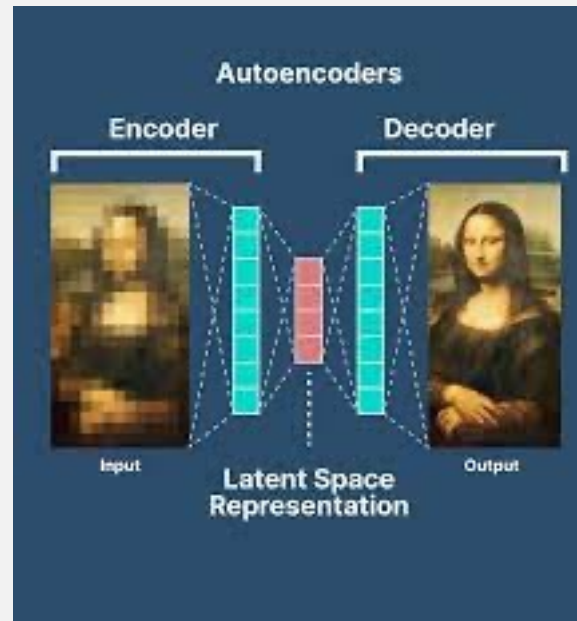 Autoencoders
Encoder
Decoder
Input
Output
Latent Space
Representation